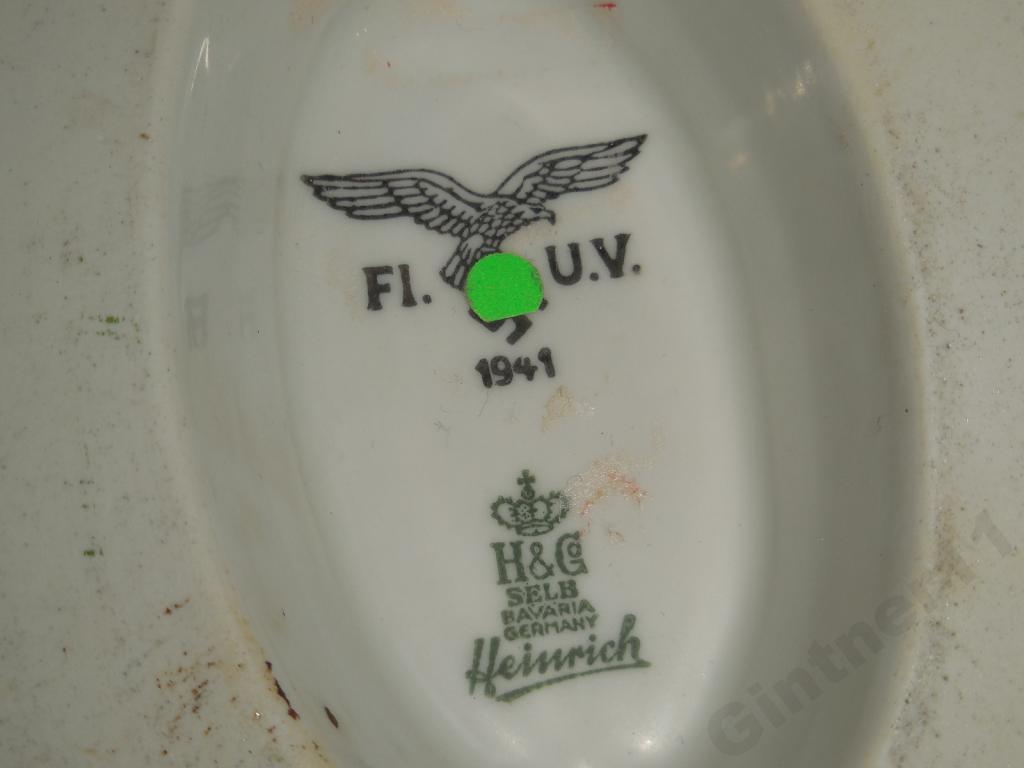 Fl. U.V.
1941
H&Co
SELB
BAVARIA
GERMANY
Heinrich